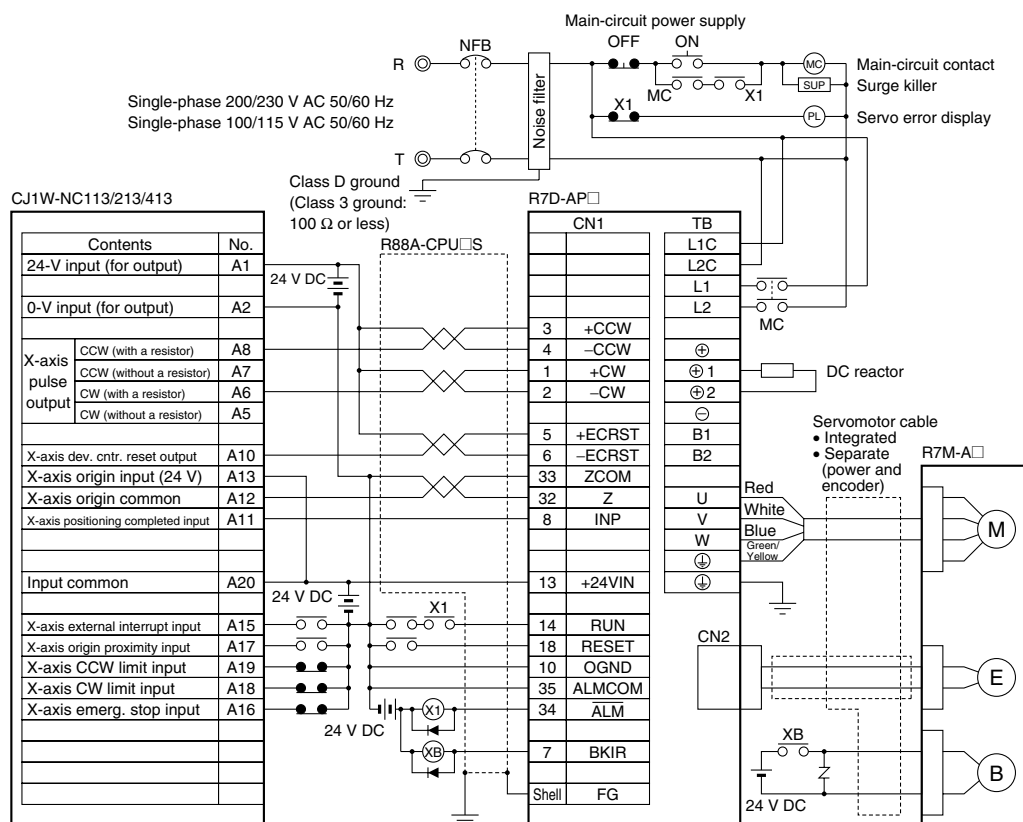 Main-circuit power supply
NFB
OFF
ON
R
MC
Main-circuit contact
SUP
Surge killer
MC
X1
Single-phase 200/230 V AC 50/60 Hz
Single-phase 100/115 V AC 50/60 Hz
Noise filter
X1
PL
Servo error display
T
Class D ground
(Class 3 ground:
100 Ω or less)
CJ1W-NC113/213/413
R7D-AP□
CN1
TB
Contents
No.
R88A-CPU□S
L1C
24-V input (for output)
A1
L2C
24 V DC
L1
0-V input (for output)
A2
L2
MC
3
+CCW
X-axis
pulse
output
CCW (with a resistor)
A8
4
−CCW
⊕
CCW (without a resistor)
A7
1
+CW
⊕ 1
DC reactor
CW (with a resistor)
A6
2
−CW
⊕ 2
CW (without a resistor)
A5
⊖
Servomotor cable
• Integrated
• Separate
(power and
encoder)
R7M-A□
5
+ECRST
B1
X-axis dev. cntr. reset output
A10
6
−ECRST
B2
X-axis origin input (24 V)
A13
33
ZCOM
X-axis origin common
A12
32
Z
U
Red
X-axis positioning completed input
A11
8
INP
V
White
W
Blue
Green/
Yellow
M
Input common
A20
24 V DC
13
+24VIN
X1
X-axis external interrupt input
A15
14
RUN
CN2
X-axis origin proximity input
A17
18
RESET
X-axis CCW limit input
A19
10
OGND
E
X-axis CW limit input
A18
35
ALMCOM
X-axis emerg. stop input
A16
24 V DC
X1
34
ALM
XB
7
BKIR
XB
B
24 V DC
Shell
FG